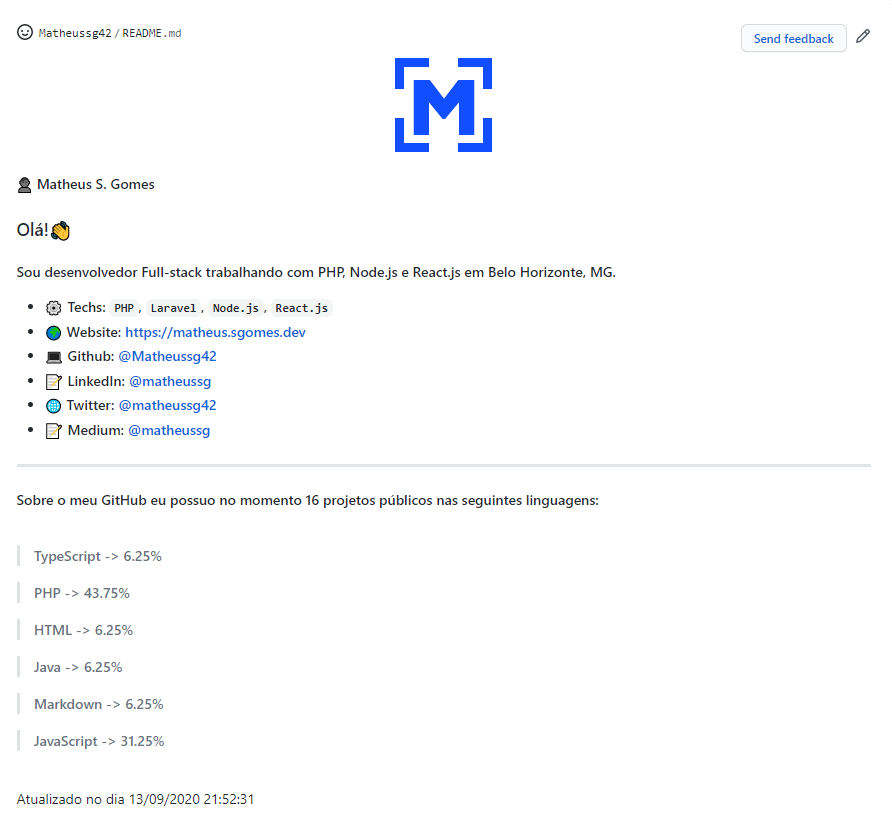 Matheussg42 / README.md
Send feedback
M
Matheus S. Gomes
Olá!
Sou desenvolvedor Full-stack trabalhando com PHP, Node.js e React.js em Belo Horizonte, MG.
Techs: PHP, Laravel, Node.js, React.js
Website: https://matheus.sgomes.dev
Github: @Matheussg42
LinkedIn: @matheussg
Twitter: @matheussg42
Medium: @matheussg
Sobre o meu GitHub eu possuo no momento 16 projetos públicos nas seguintes linguagens:
TypeScript -> 6.25%
PHP -> 43.75%
HTML -> 6.25%
Java -> 6.25%
Markdown -> 6.25%
JavaScript -> 31.25%
Atualizado no dia 13/09/2020 21:52:31